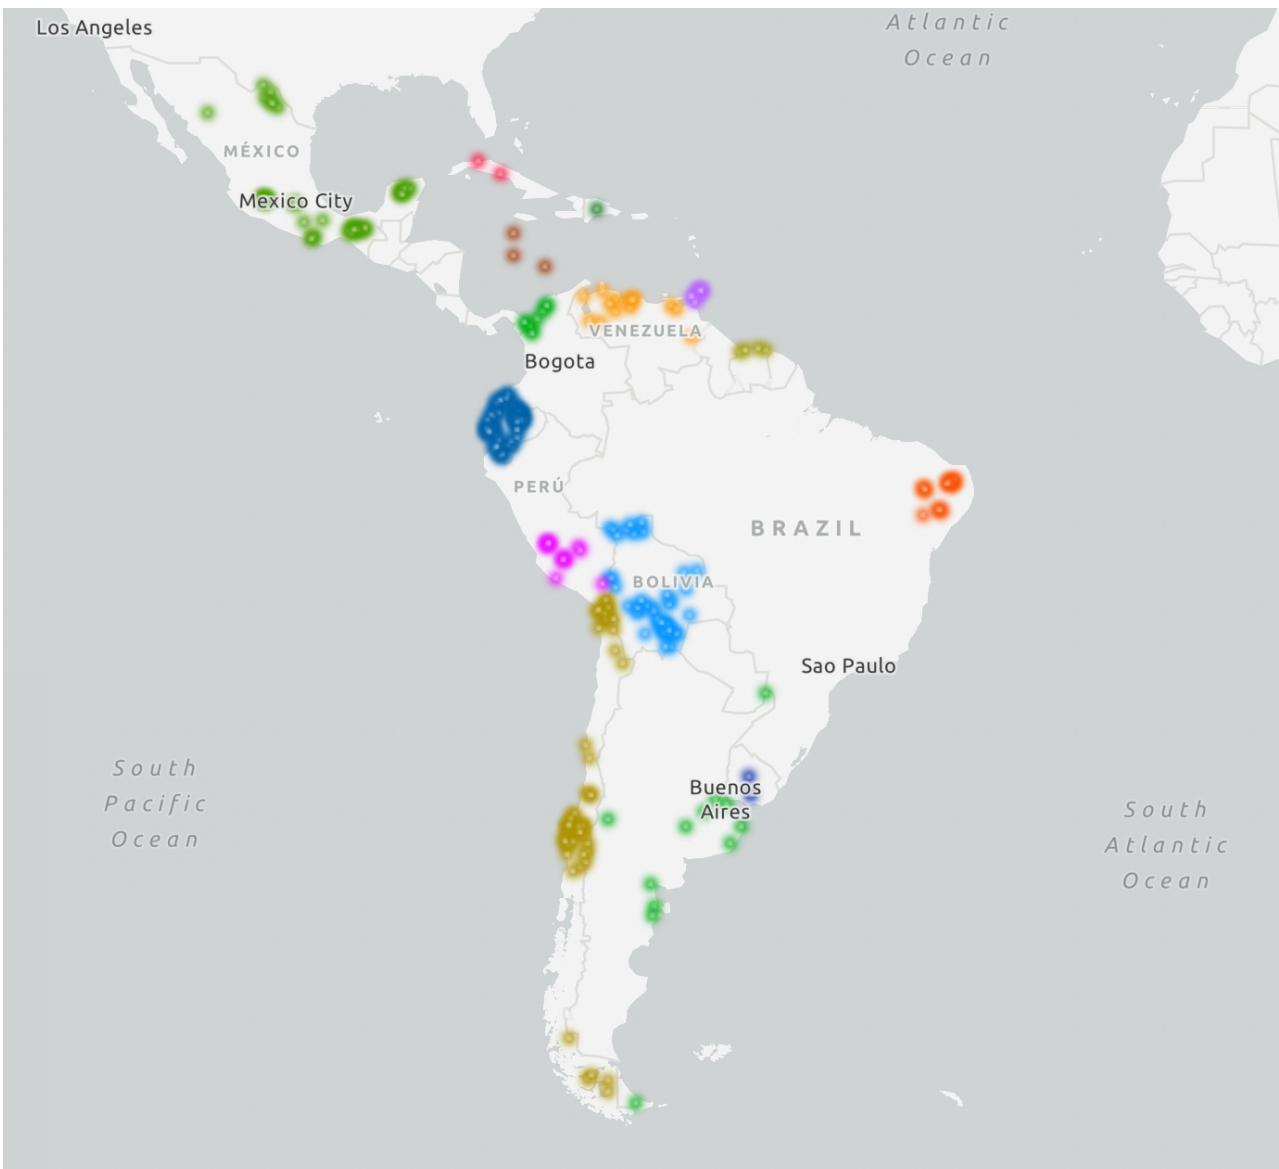 Los Angeles
Atlantic
Ocean
MÉXICO
Mexico City
VENEZUELA
Bogota
PERÚ
BRAZIL
BOLIVIA
Sao Paulo
South
Pacific
Ocean
Buenos
Aires
South
Atlantic
Ocean